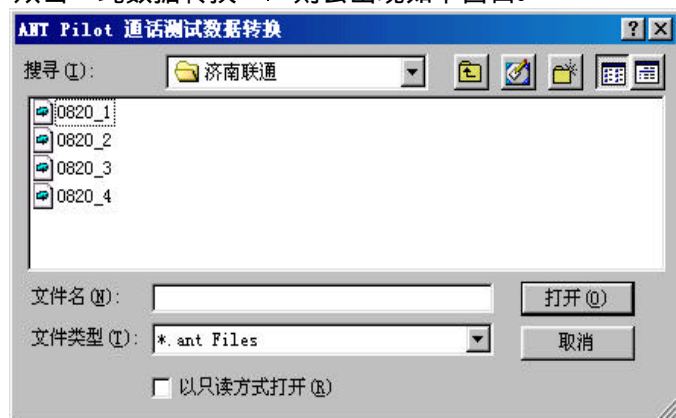 ANT Pilot 通话测试数据转换
搜寻(I): 济南联通
0820_1
0820_2
0820_3
0820_4
文件名(N): 打开(O)
文件类型(T): *.ant Files 取消
以只读方式打开(R)